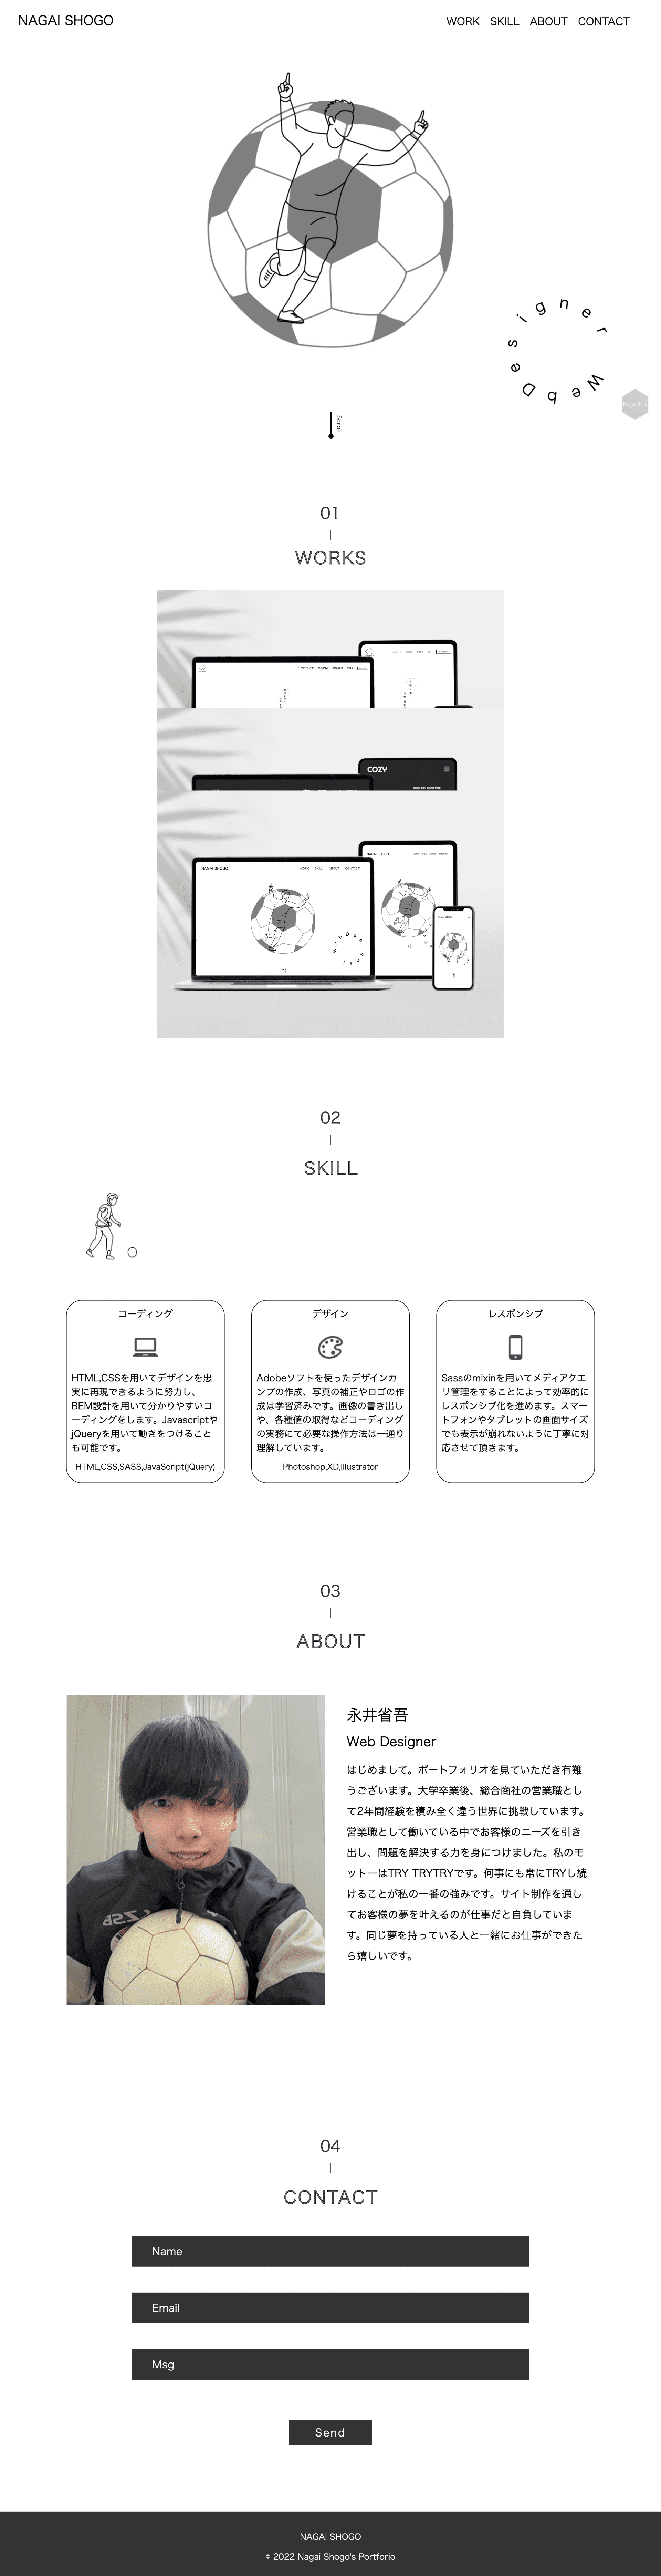 NAGAI SHOGO
WORK SKILL ABOUT CONTACT
Web Designer
Page Top
Scroll
01
WORKS
COZY
NAGAI SHOGO
WORK SKILL ABOUT CONTACT
NAGAI SHOGO
Web Designer
02
SKILL
コーディング
HTML,CSSを用いてデザインを忠
実に再現できるように努力し、
BEM設計を用いて分かりやすいコ
ーディングをします。Javascriptや
jQueryを用いて動きをつけること
も可能です。
HTML,CSS,SASS,JavaScript(jQuery)
デザイン
Adobeソフトを使ったデザインカ
ンプの作成、写真の補正やロゴの作
成は学習済みです。画像の書き出し
や、各種値の取得などコーディング
の実務にて必要な操作方法は一通り
理解しています。
Photoshop,XD,Illustrator
レスポンシブ
Sassのmixinを用いてメディアクエ
リ管理をすることによって効率的に
レスポンシブ化を進めます。スマー
トフォンやタブレットの画面サイズ
でも表示が崩れないように丁寧に対
応させて頂きます。
03
ABOUT
永井省吾
Web Designer
はじめまして。ポートフォリオを見ていただき有難
うございます。大学卒業後、総合商社の営業職とし
て2年間経験を積み全く違う世界に挑戦しています。
営業職として働いている中でお客様のニーズを引き
出し、問題を解決する力を身につけました。私のモ
ットーはTRY TRYTRYです。何事にも常にTRYし続
けることが私の一番の強みです。サイト制作を通し
てお客様の夢を叶えるのが仕事だと自負していま
す。同じ夢を持っている人と一緒にお仕事ができた
ら嬉しいです。
04
CONTACT
Name
Email
Msg
Send
NAGAI SHOGO
© 2022 Nagai Shogo's Portforio